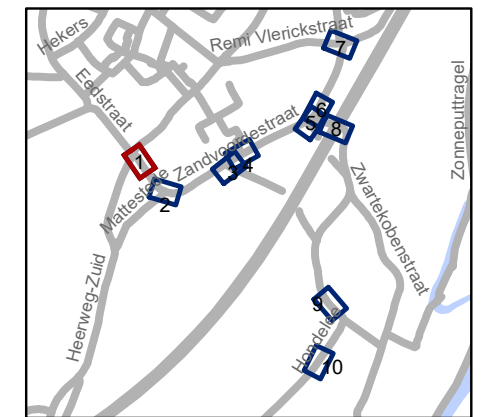 Hekers
Remi Vlerickstraat
7
Eedstraat
Zonneputtragel
6
5
8
Zandvoordestraat
1
4
3
Mattestede
2
Zwartekobenstraat
Heerweg-Zuid
9
Hondelee
10